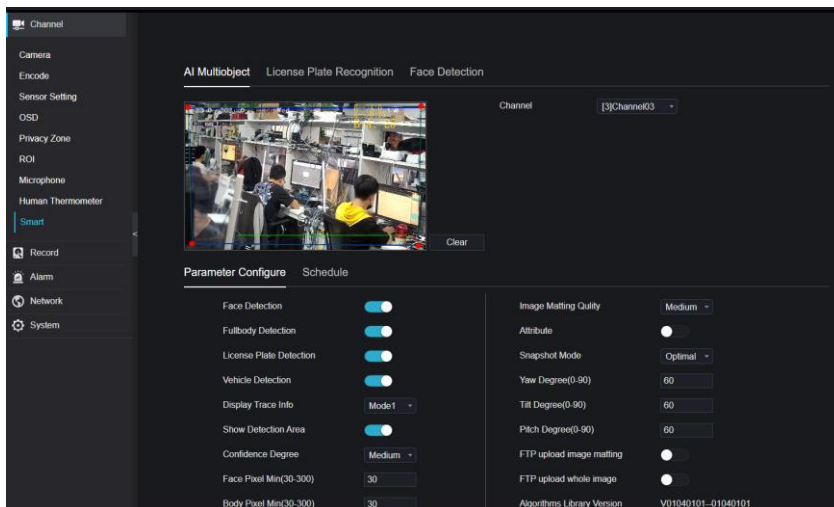 Channel
Camera
Encode
Sensor Setting
OSD
Privacy Zone
ROI
Microphone
Human Thermometer
Smart
Record
Alarm
Network
System
AI Multiobject License Plate Recognition Face Detection
Channel [3]Channel03
Clear
Parameter Configure Schedule
Face Detection
Fullbody Detection
License Plate Detection
Vehicle Detection
Display Trace Info Mode1
Show Detection Area
Confidence Degree Medium
Face Pixel Min(30-300) 30
Body Pixel Min(30-300) 30
Image Matting Qulity Medium
Attribute
Snapshot Mode Optimal
Yaw Degree(0-90) 60
Tilt Degree(0-90) 60
Pitch Degree(0-90) 60
FTP upload image matting
FTP upload whole image
Algorithms Library Version V01040101--01040101